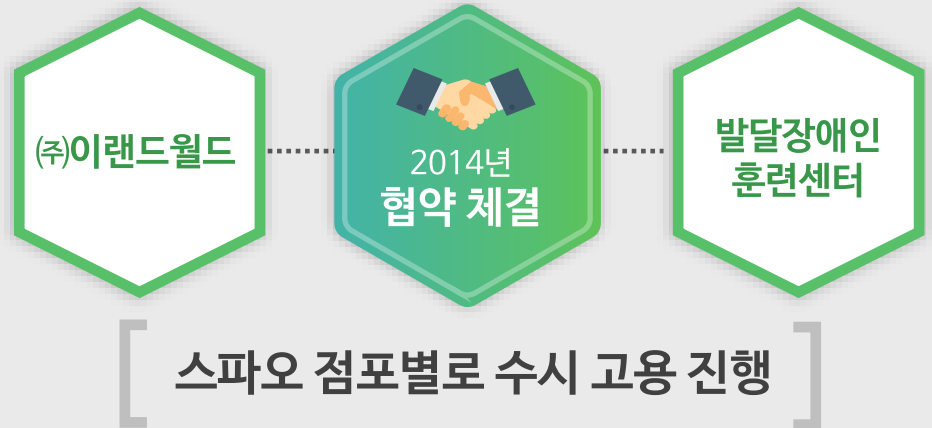 ㈜이랜드월드
2014년
협약 체결
발달장애인
훈련센터
[ 스파오 점포별로 수시 고용 진행 ]